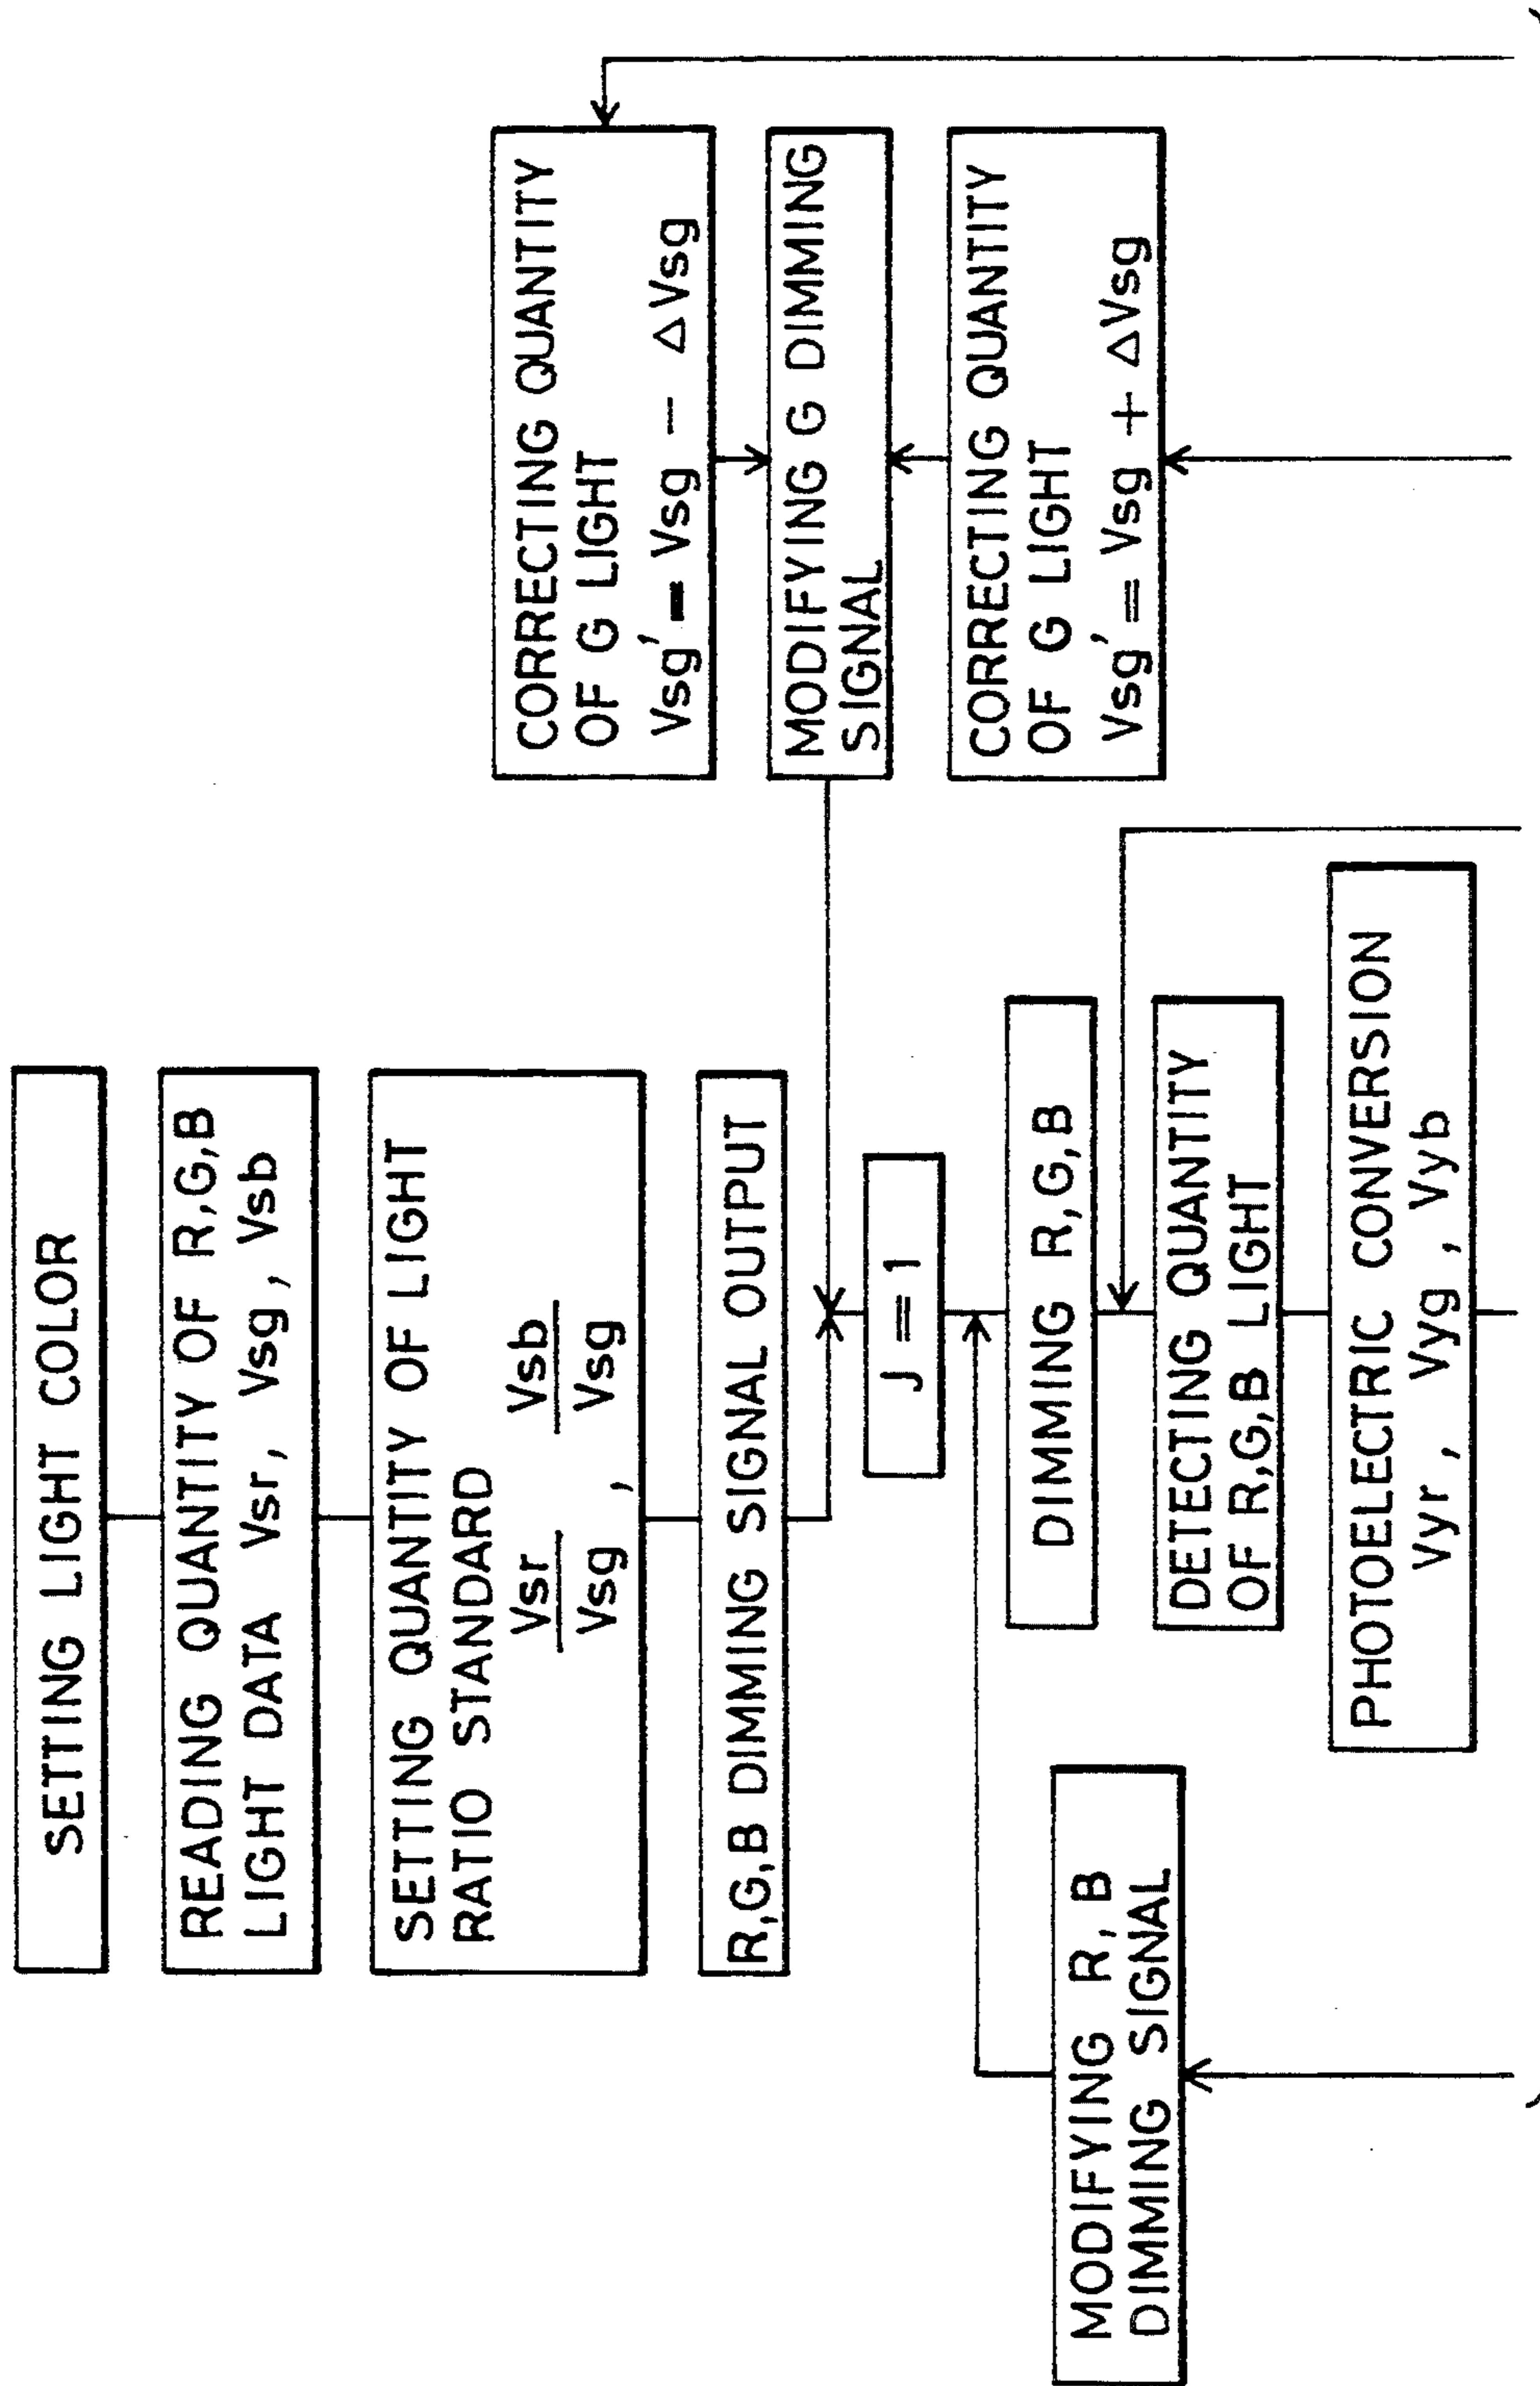 SETTING LIGHT COLOR
READING QUANTITY OF R,G,B
LIGHT DATA Vsr, Vsg, Vsb
SETTING QUANTITY OF LIGHT
RATIO STANDARD
Vsr/Vsg , Vsb/Vsg
R,G,B DIMMING SIGNAL OUTPUT
J = 1
DIMMING R,G,B
DETECTING QUANTITY
OF R,G,B LIGHT
PHOTOELECTRIC CONVERSION
Vyr, Vyg, Vyb
MODIFYING R, B
DIMMING SIGNAL
CORRECTING QUANTITY
OF G LIGHT
Vsg' = Vsg − △Vsg
MODIFYING G DIMMING
SIGNAL
CORRECTING QUANTITY
OF G LIGHT
Vsg' = Vsg + △Vsg